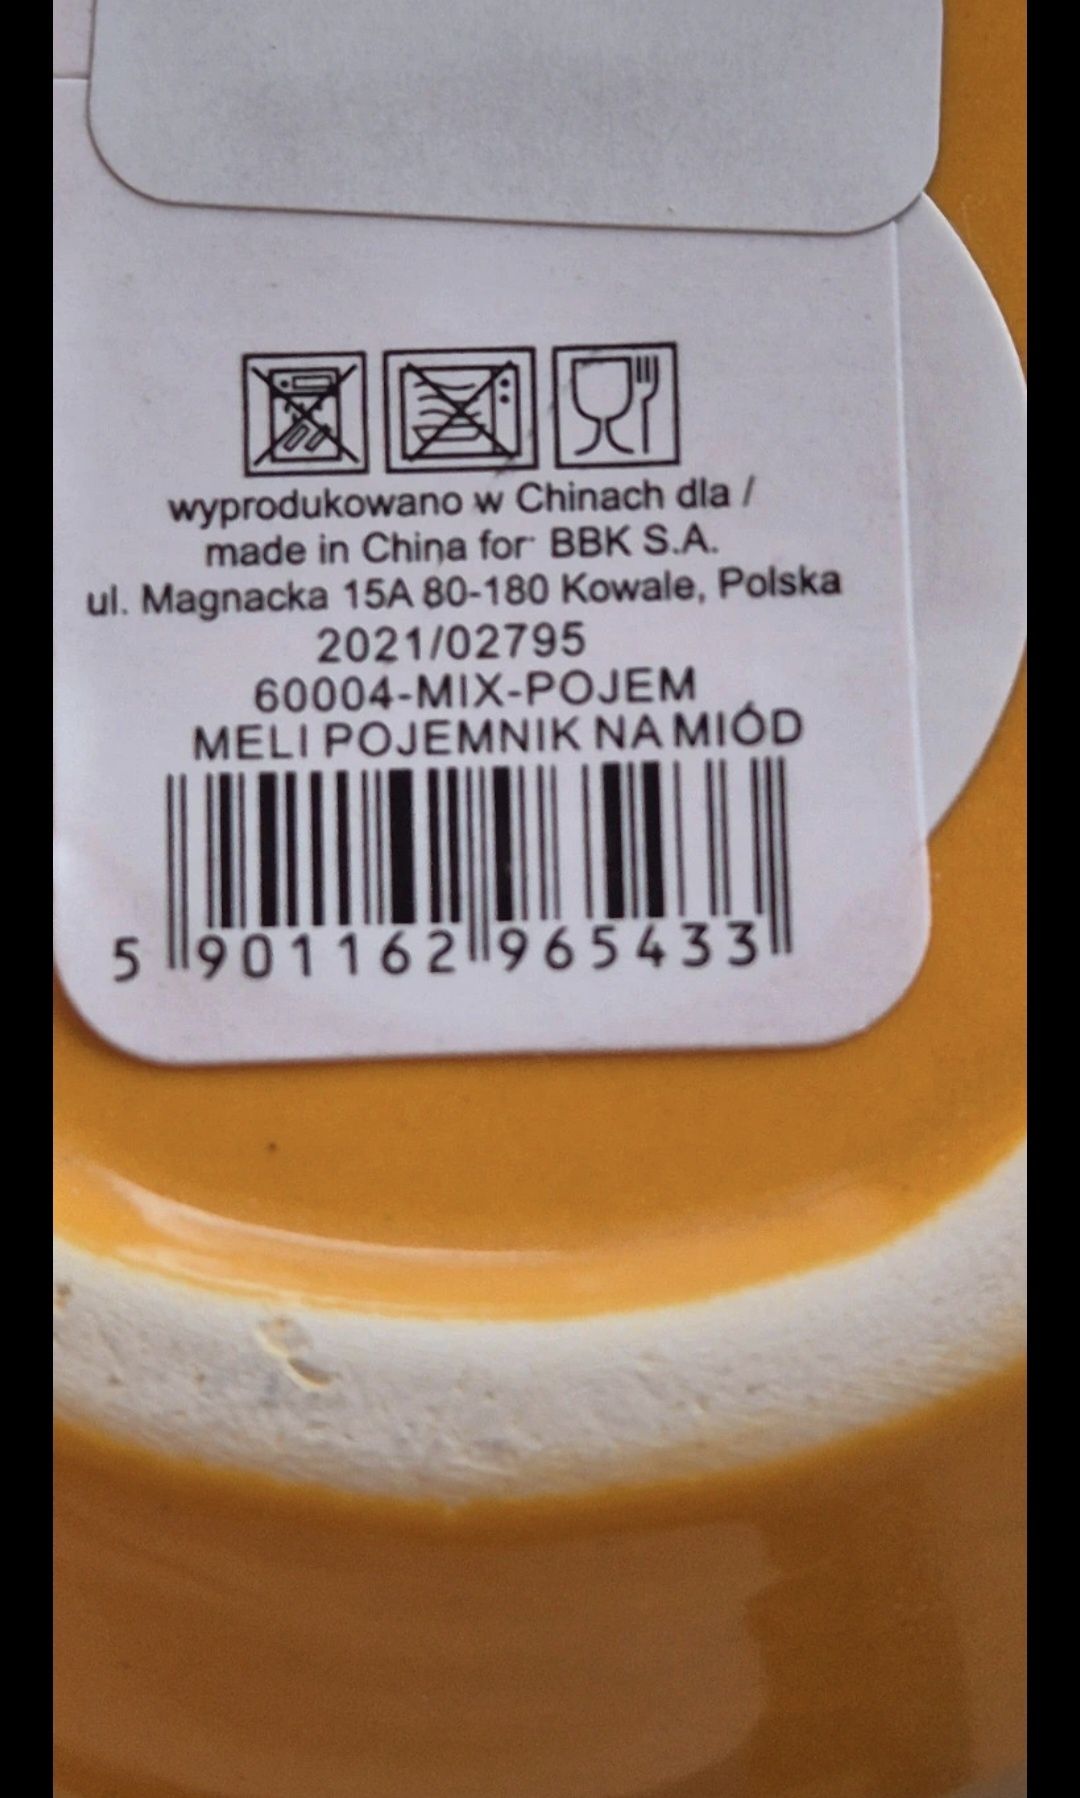 wyprodukowano w Chinach dla /
made in China for BBK S.A.
ul. Magnacka 15A 80-180 Kowale, Polska
2021/02795
60004-MIX-POJEM
MELI POJEMNIK NA MIÓD
5 901162 965433